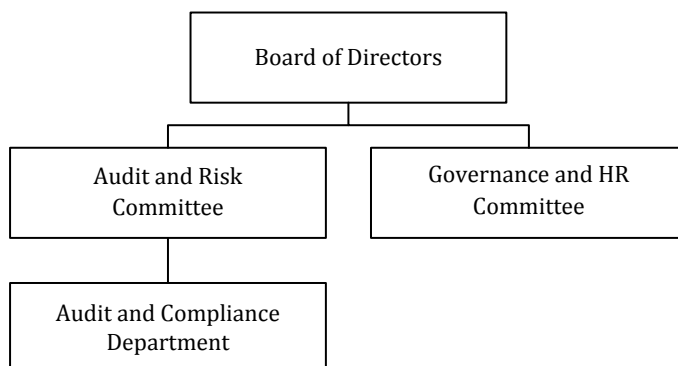 Board of Directors
Audit and Risk
Committee
Governance and HR
Committee
Audit and Compliance
Department